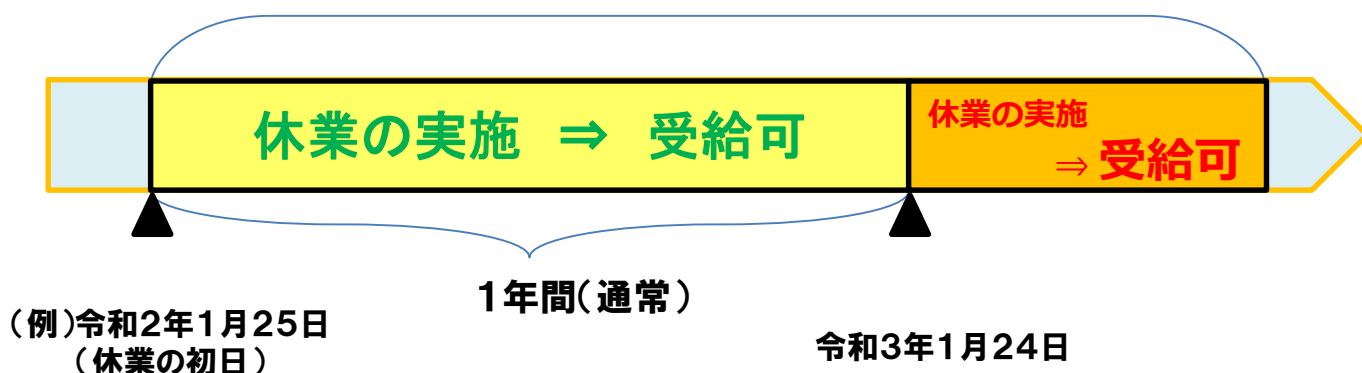 休業の実施 ⇒ 受給可
休業の実施
⇒ 受給可
1年間(通常)
(例)令和2年1月25日
(休業の初日)
令和3年1月24日